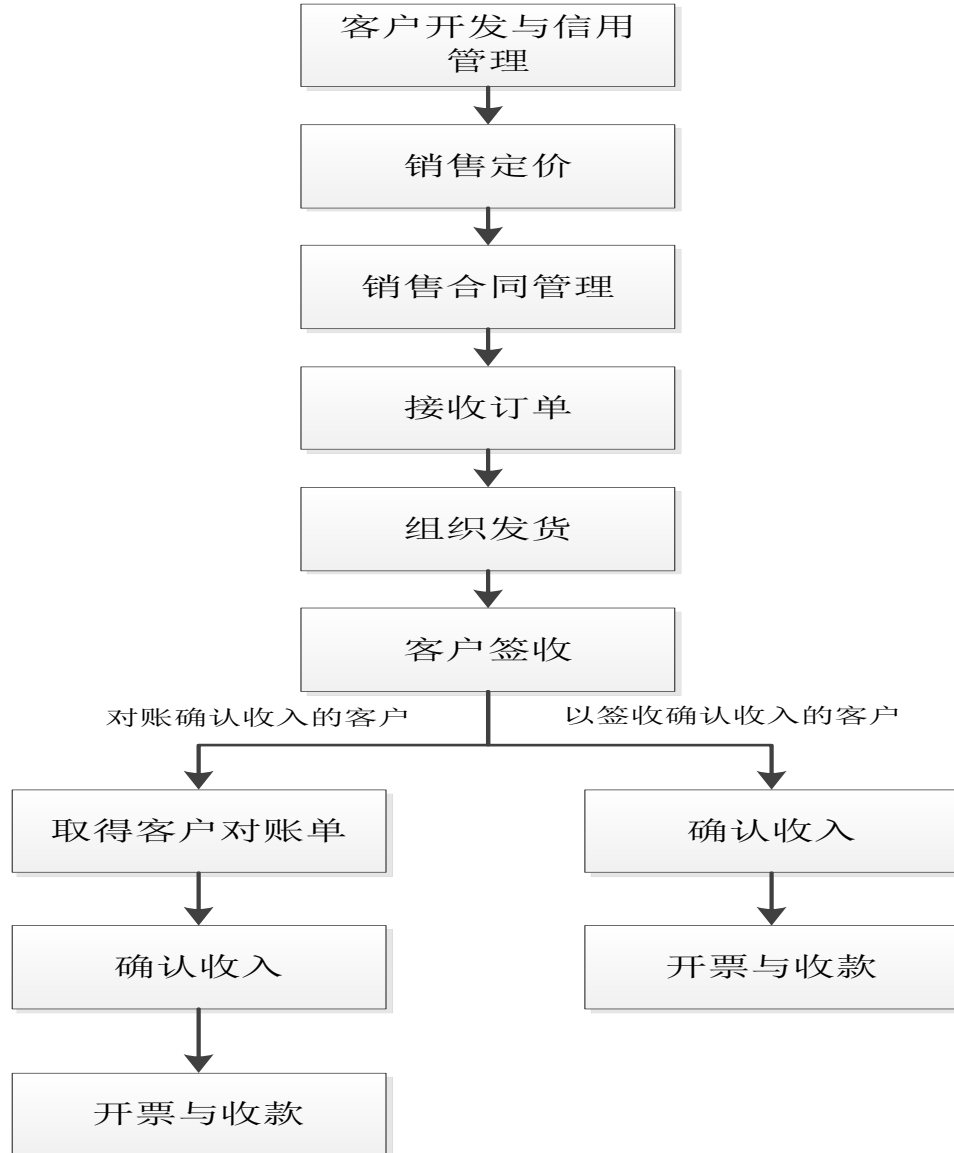 客户开发与信用
管理
销售定价
销售合同管理
接收订单
组织发货
客户签收
对账确认收入的客户
以签收确认收入的客户
取得客户对账单
确认收入
确认收入
开票与收款
开票与收款